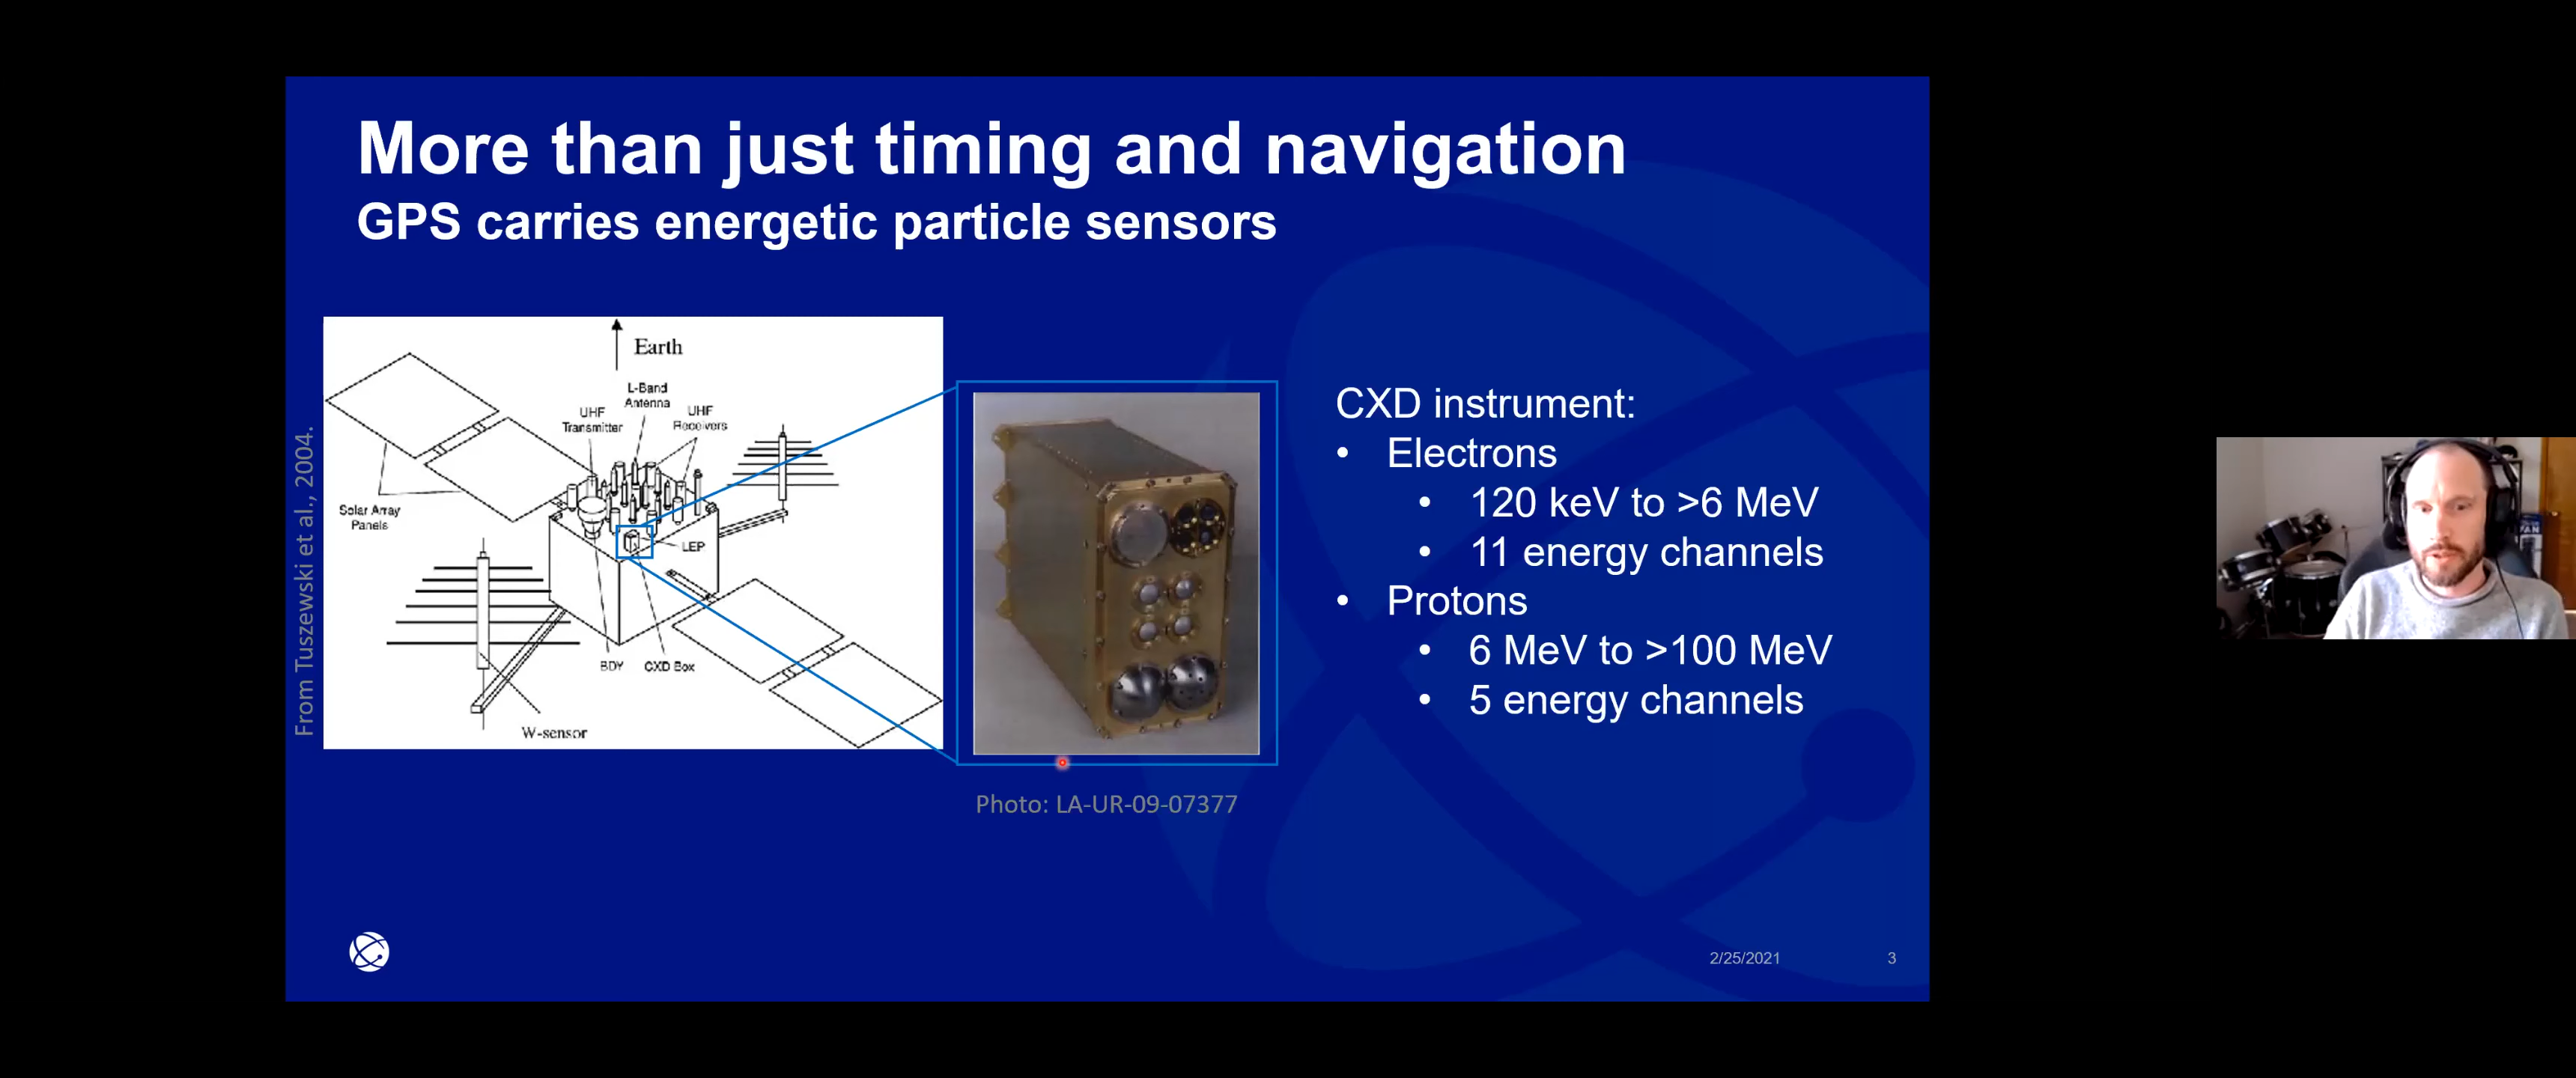 More than just timing and navigation
GPS carries energetic particle sensors
From Tuszewski et al., 2004.
Earth
L-Band
Antenna
UHF
Transmitter
UHF
Receivers
Solar Array
Panels
LEP
BDY
CXD Box
W-sensor
Photo: LA-UR-09-07377
CXD instrument:
• Electrons
• 120 keV to >6 MeV
• 11 energy channels
• Protons
• 6 MeV to >100 MeV
• 5 energy channels
2/25/2021
3